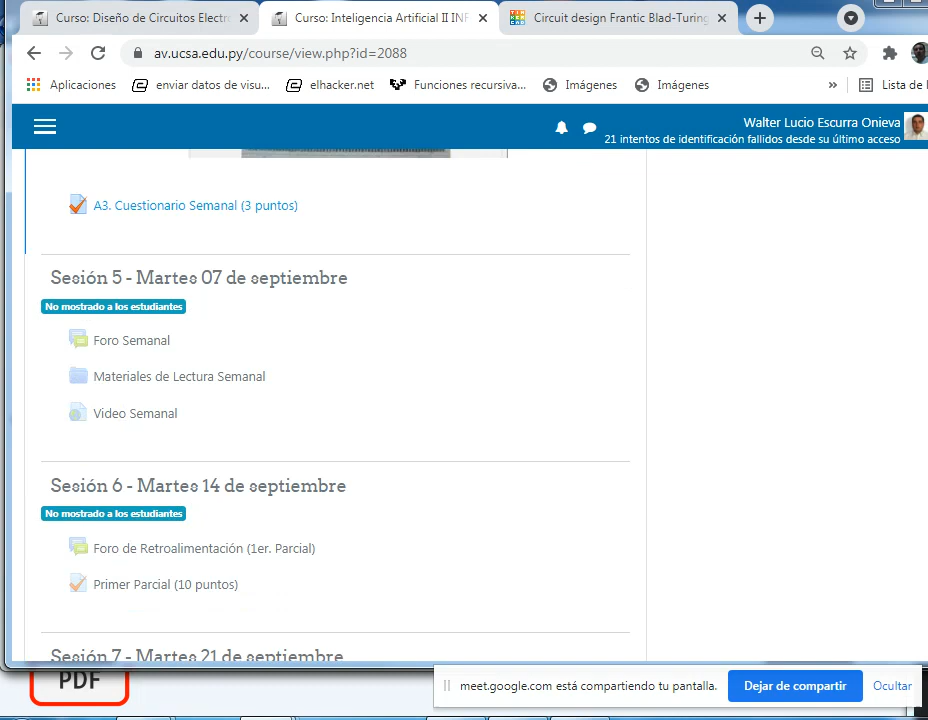 Curso: Diseño de Circuitos Electró
Curso: Inteligencia Artificial II INF
Circuit design Frantic Blad-Turing
av.ucsa.edu.py/course/view.php?id=2088
Aplicaciones
enviar datos de visu...
elhacker.net
Funciones recursiva...
Imágenes
Imágenes
»
Lista de
Walter Lucio Escurra Onieva
21 intentos de identificación fallidos desde su último acceso
A3. Cuestionario Semanal (3 puntos)
Sesión 5 - Martes 07 de septiembre
No mostrado a los estudiantes
Foro Semanal
Materiales de Lectura Semanal
Video Semanal
Sesión 6 - Martes 14 de septiembre
No mostrado a los estudiantes
Foro de Retroalimentación (1er. Parcial)
Primer Parcial (10 puntos)
Sesión 7 - Martes 21 de septiembre
PDF
meet.google.com está compartiendo tu pantalla.
Dejar de compartir
Ocultar